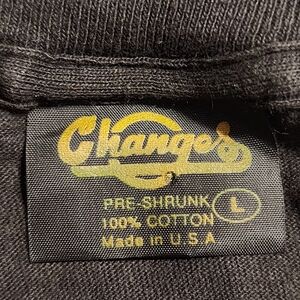 Changes
PRE-SHRUNK L
100% COTTON
Made in U.S.A